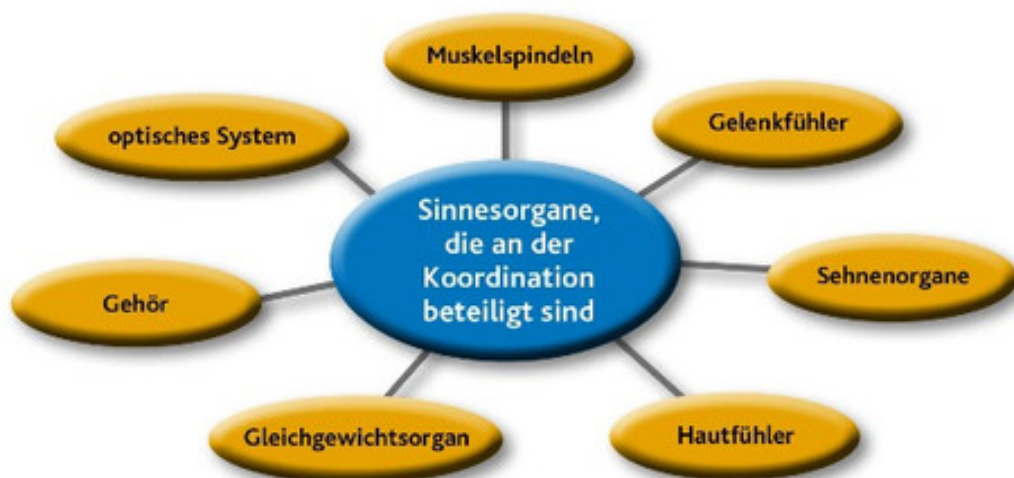 Muskelspindeln
optisches System
Gelenkfühler
Sinnesorgane,
die an der
Koordination
beteiligt sind
Sehnenorgane
Gehör
Gleichgewichtsorgan
Hautfühler